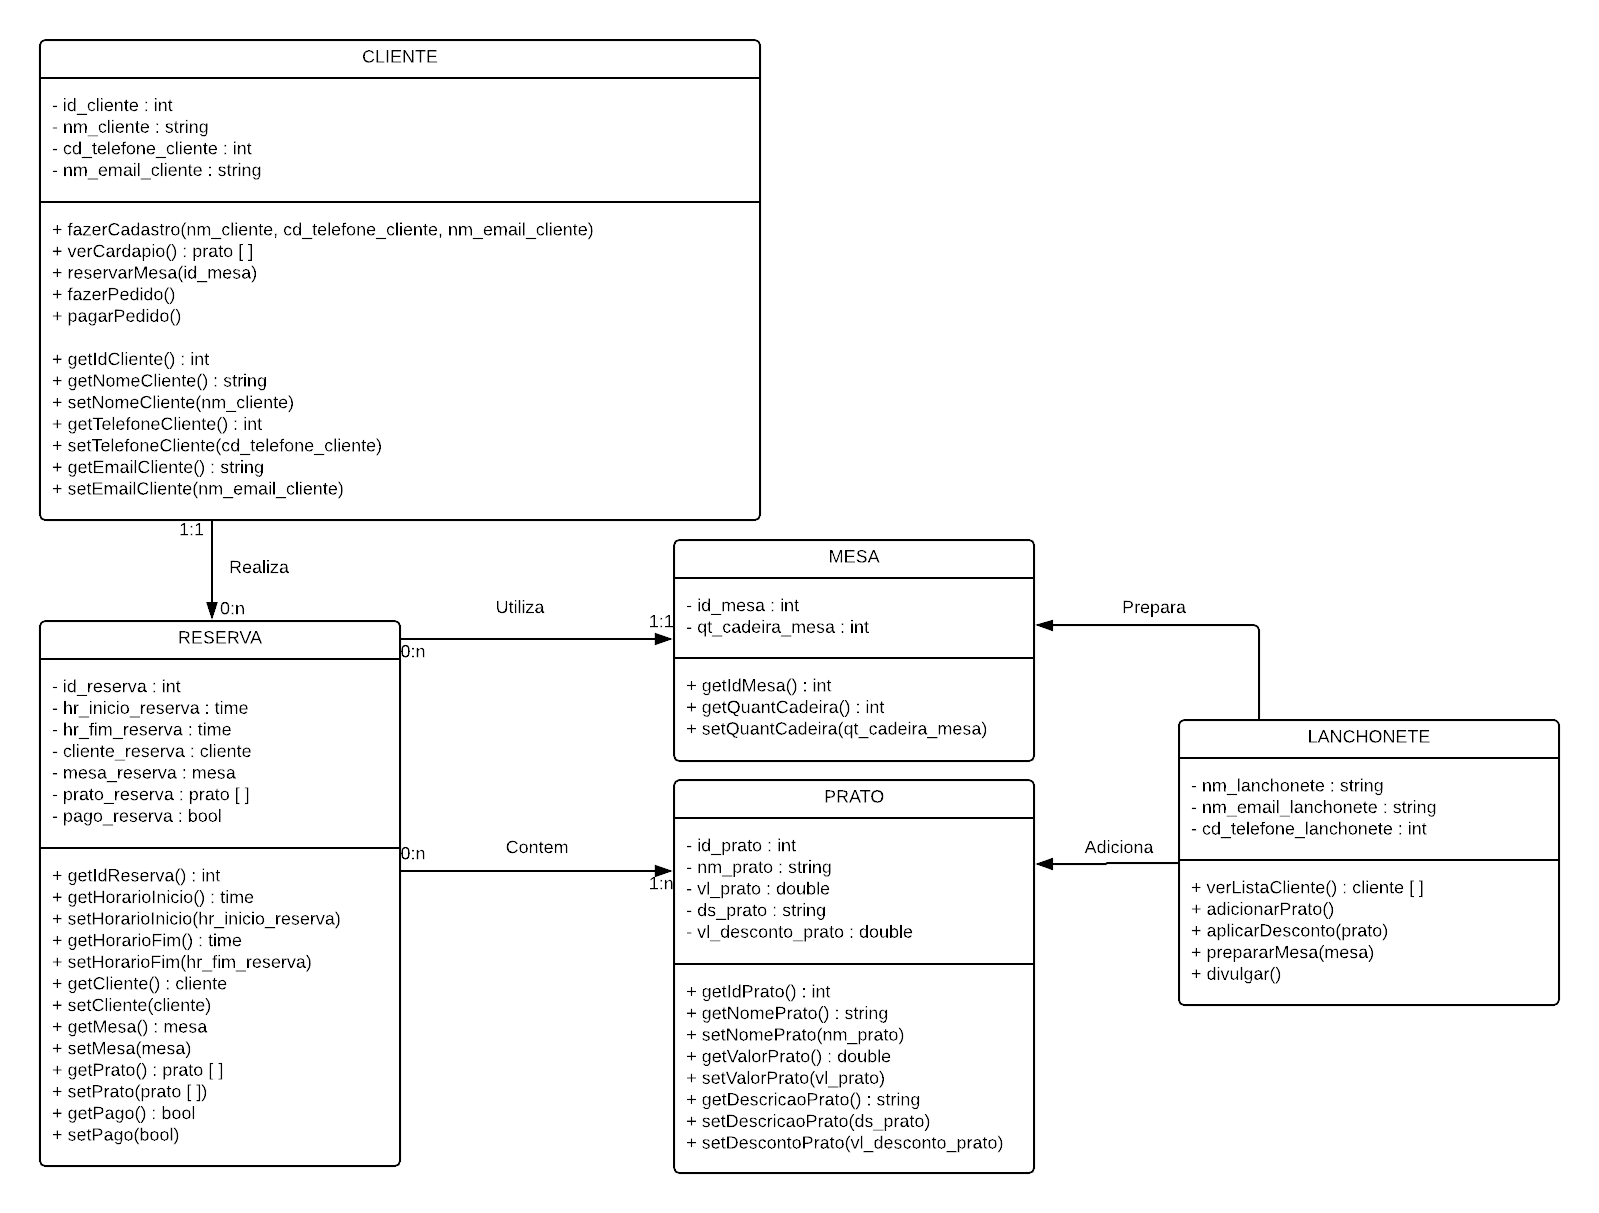 CLIENTE
- id_cliente : int
- nm_cliente : string
- cd_telefone_cliente : int
- nm_email_cliente : string
+ fazerCadastro(nm_cliente, cd_telefone_cliente, nm_email_cliente)
+ verCardapio() : prato [ ]
+ reservarMesa(id_mesa)
+ fazerPedido()
+ pagarPedido()
+ getIdCliente() : int
+ getNomeCliente() : string
+ setNomeCliente(nm_cliente)
+ getTelefoneCliente() : int
+ setTelefoneCliente(cd_telefone_cliente)
+ getEmailCliente() : string
+ setEmailCliente(nm_email_cliente)
1:1
Realiza
0:n
RESERVA
- id_reserva : int
- hr_inicio_reserva : time
- hr_fim_reserva : time
- cliente_reserva : cliente
- mesa_reserva : mesa
- prato_reserva : prato [ ]
- pago_reserva : bool
+ getIdReserva() : int
+ getHorarioInicio() : time
+ setHorarioInicio(hr_inicio_reserva)
+ getHorarioFim() : time
+ setHorarioFim(hr_fim_reserva)
+ getCliente() : cliente
+ setCliente(cliente)
+ getMesa() : mesa
+ setMesa(mesa)
+ getPrato() : prato [ ]
+ setPrato(prato [ ])
+ getPago() : bool
+ setPago(bool)
Utiliza
0:n
1:1
Contem
0:n
1:n
MESA
- id_mesa : int
- qt_cadeira_mesa : int
+ getIdMesa() : int
+ getQuantCadeira() : int
+ setQuantCadeira(qt_cadeira_mesa)
PRATO
- id_prato : int
- nm_prato : string
- vl_prato : double
- ds_prato : string
- vl_desconto_prato : double
+ getIdPrato() : int
+ getNomePrato() : string
+ setNomePrato(nm_prato)
+ getValorPrato() : double
+ setValorPrato(vl_prato)
+ getDescricaoPrato() : string
+ setDescricaoPrato(ds_prato)
+ setDescontoPrato(vl_desconto_prato)
Prepara
Adiciona
LANCHONETE
- nm_lanchonete : string
- nm_email_lanchonete : string
- cd_telefone_lanchonete : int
+ verListaCliente() : cliente [ ]
+ adicionarPrato()
+ aplicarDesconto(prato)
+ prepararMesa(mesa)
+ divulgar()